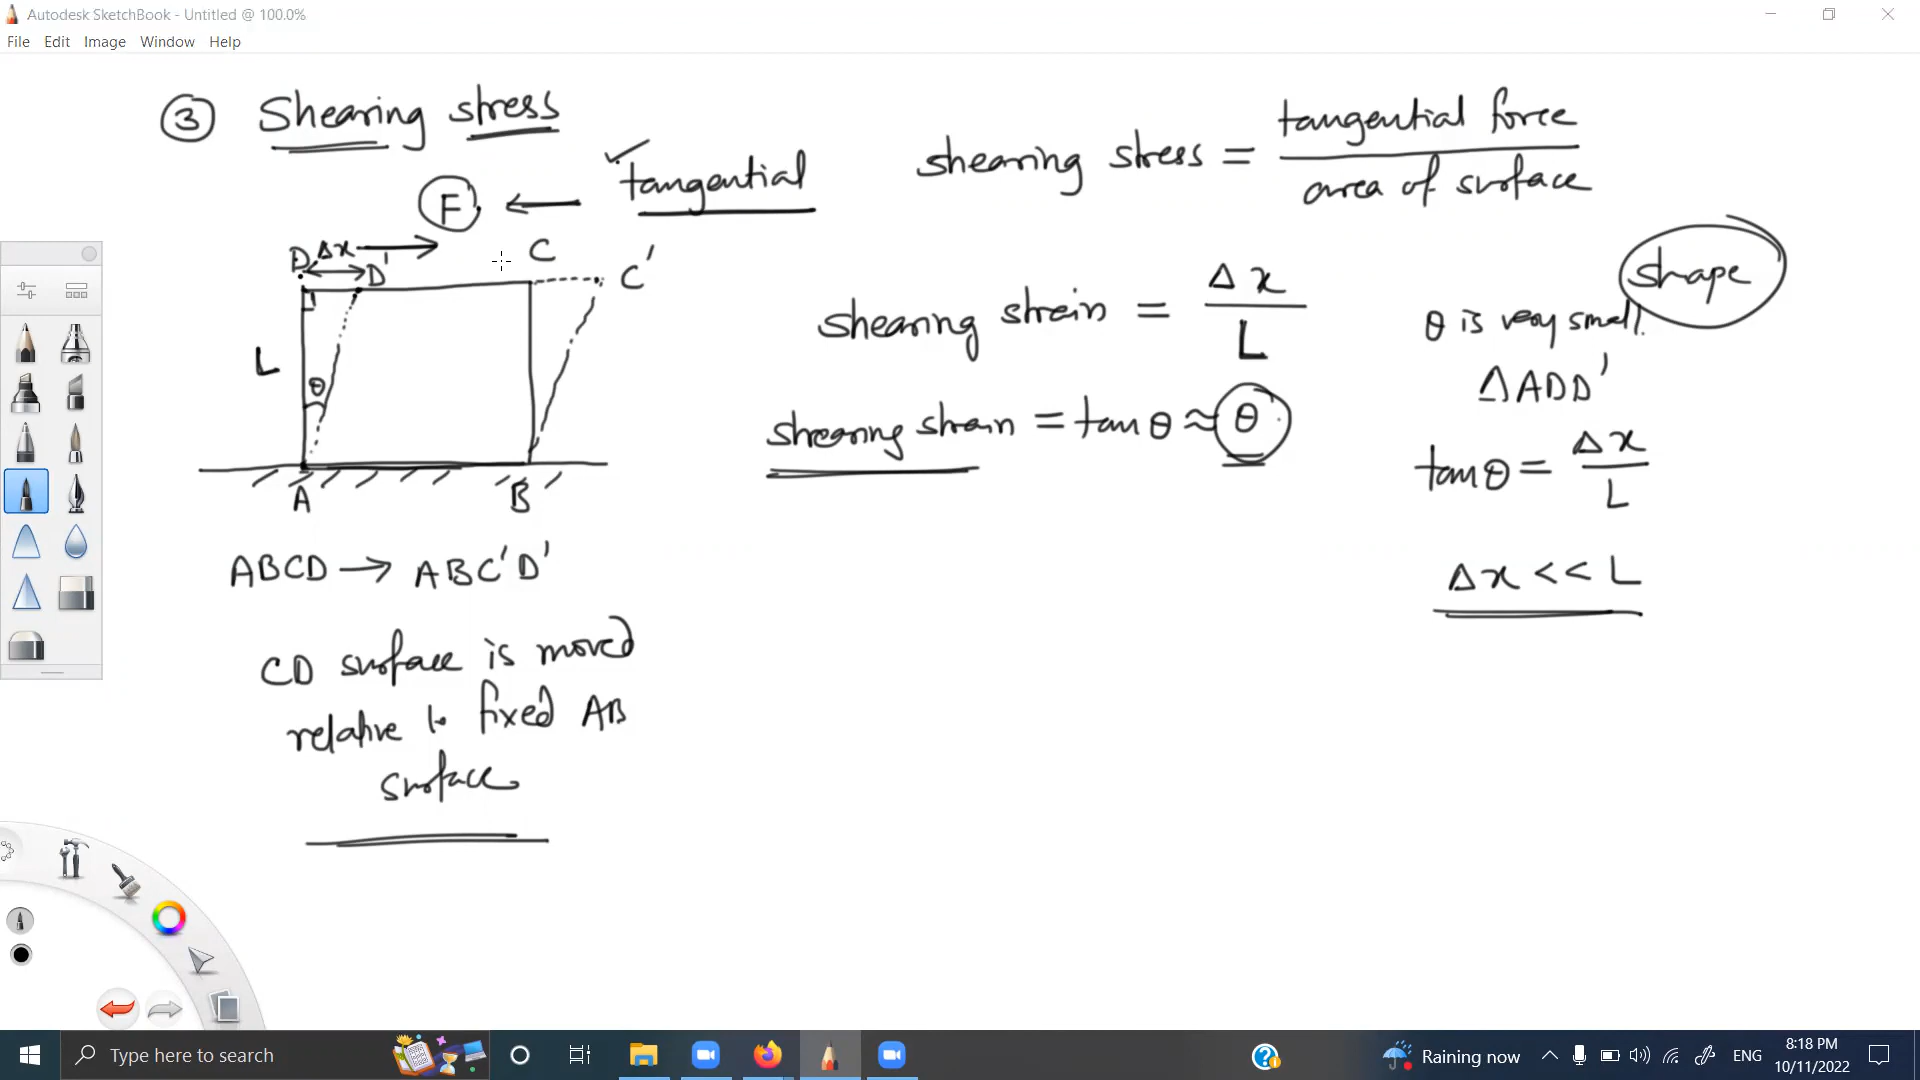 Autodesk SketchBook - Untitled @ 100.0%
File Edit Image Window Help
③ Shearing stress
tangential
F
D Δx D' C C'
L
θ
A B
ABCD → ABC'D'
CD surface is moved
relative to fixed AB
surface
shearing stress = tangential force
area of surface
shearing strain = Δx
L
shearing strain = tanθ ≈ θ
shape
θ is very small.
ΔADD'
tanθ = Δx
L
Δx << L
Type here to search
Raining now
ENG
8:18 PM
10/11/2022